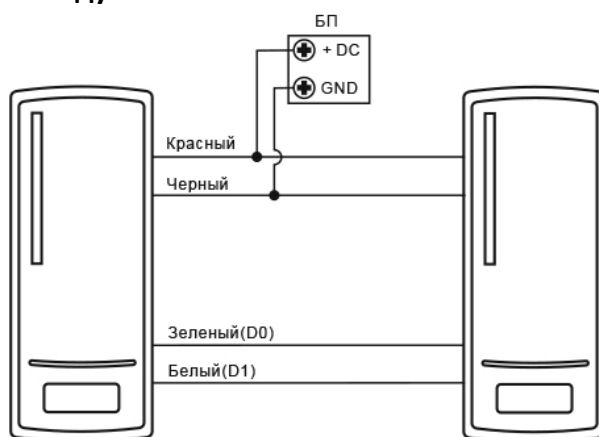 БП
+ DC
GND
Красный
Черный
Зеленый(D0)
Белый(D1)